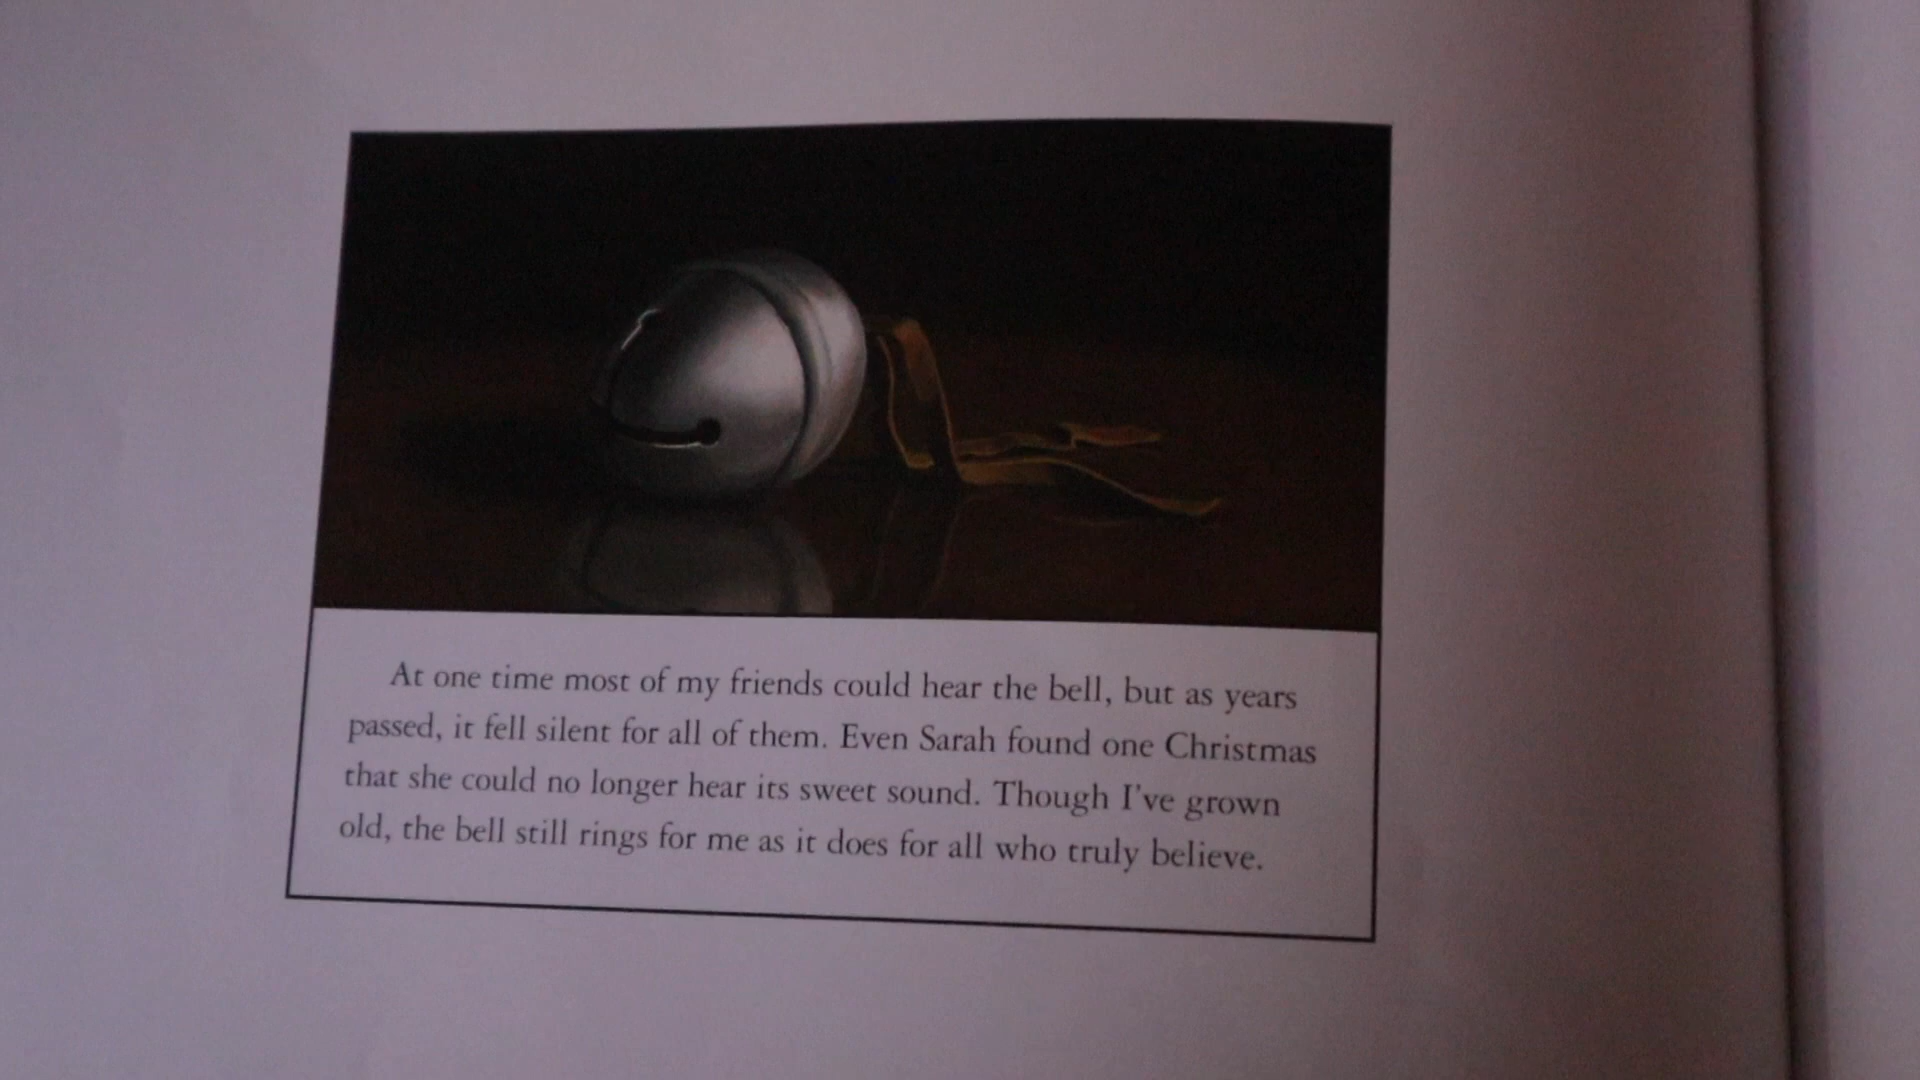 At one time most of my friends could hear the bell, but as years
passed, it fell silent for all of them. Even Sarah found one Christmas
that she could no longer hear its sweet sound. Though I've grown
old, the bell still rings for me as it does for all who truly believe.